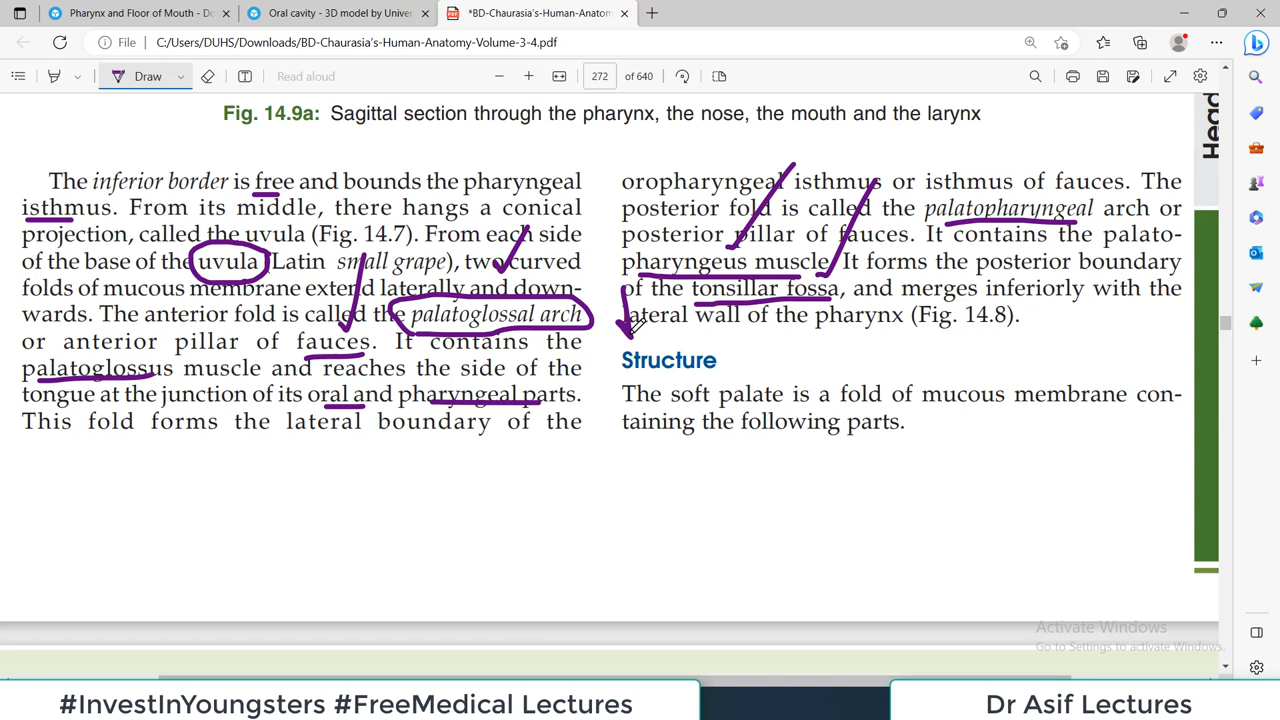 Pharynx and Floor of Mouth - Do
Oral cavity - 3D model by Univer
*BD-Chaurasia's-Human-Anatomy
File
C:/Users/DUHS/Downloads/BD-Chaurasia's-Human-Anatomy-Volume-3-4.pdf
Draw
Read aloud
272
of 640
Fig. 14.9a: Sagittal section through the pharynx, the nose, the mouth and the larynx
Head
The inferior border is free and bounds the pharyngeal
isthmus. From its middle, there hangs a conical
projection, called the uvula (Fig. 14.7). From each side
of the base of the uvula (Latin small grape), two curved
folds of mucous membrane extend laterally and down-
wards. The anterior fold is called the palatoglossal arch
or anterior pillar of fauces. It contains the
palatoglossus muscle and reaches the side of the
tongue at the junction of its oral and pharyngeal parts.
This fold forms the lateral boundary of the
oropharyngeal isthmus or isthmus of fauces. The
posterior fold is called the palatopharyngeal arch or
posterior pillar of fauces. It contains the palato-
pharyngeus muscle. It forms the posterior boundary
of the tonsillar fossa, and merges inferiorly with the
lateral wall of the pharynx (Fig. 14.8).
Structure
The soft palate is a fold of mucous membrane con-
taining the following parts.
Activate Windows
Go to Settings to activate Windows.
#InvestInYoungsters #FreeMedical Lectures
Dr Asif Lectures